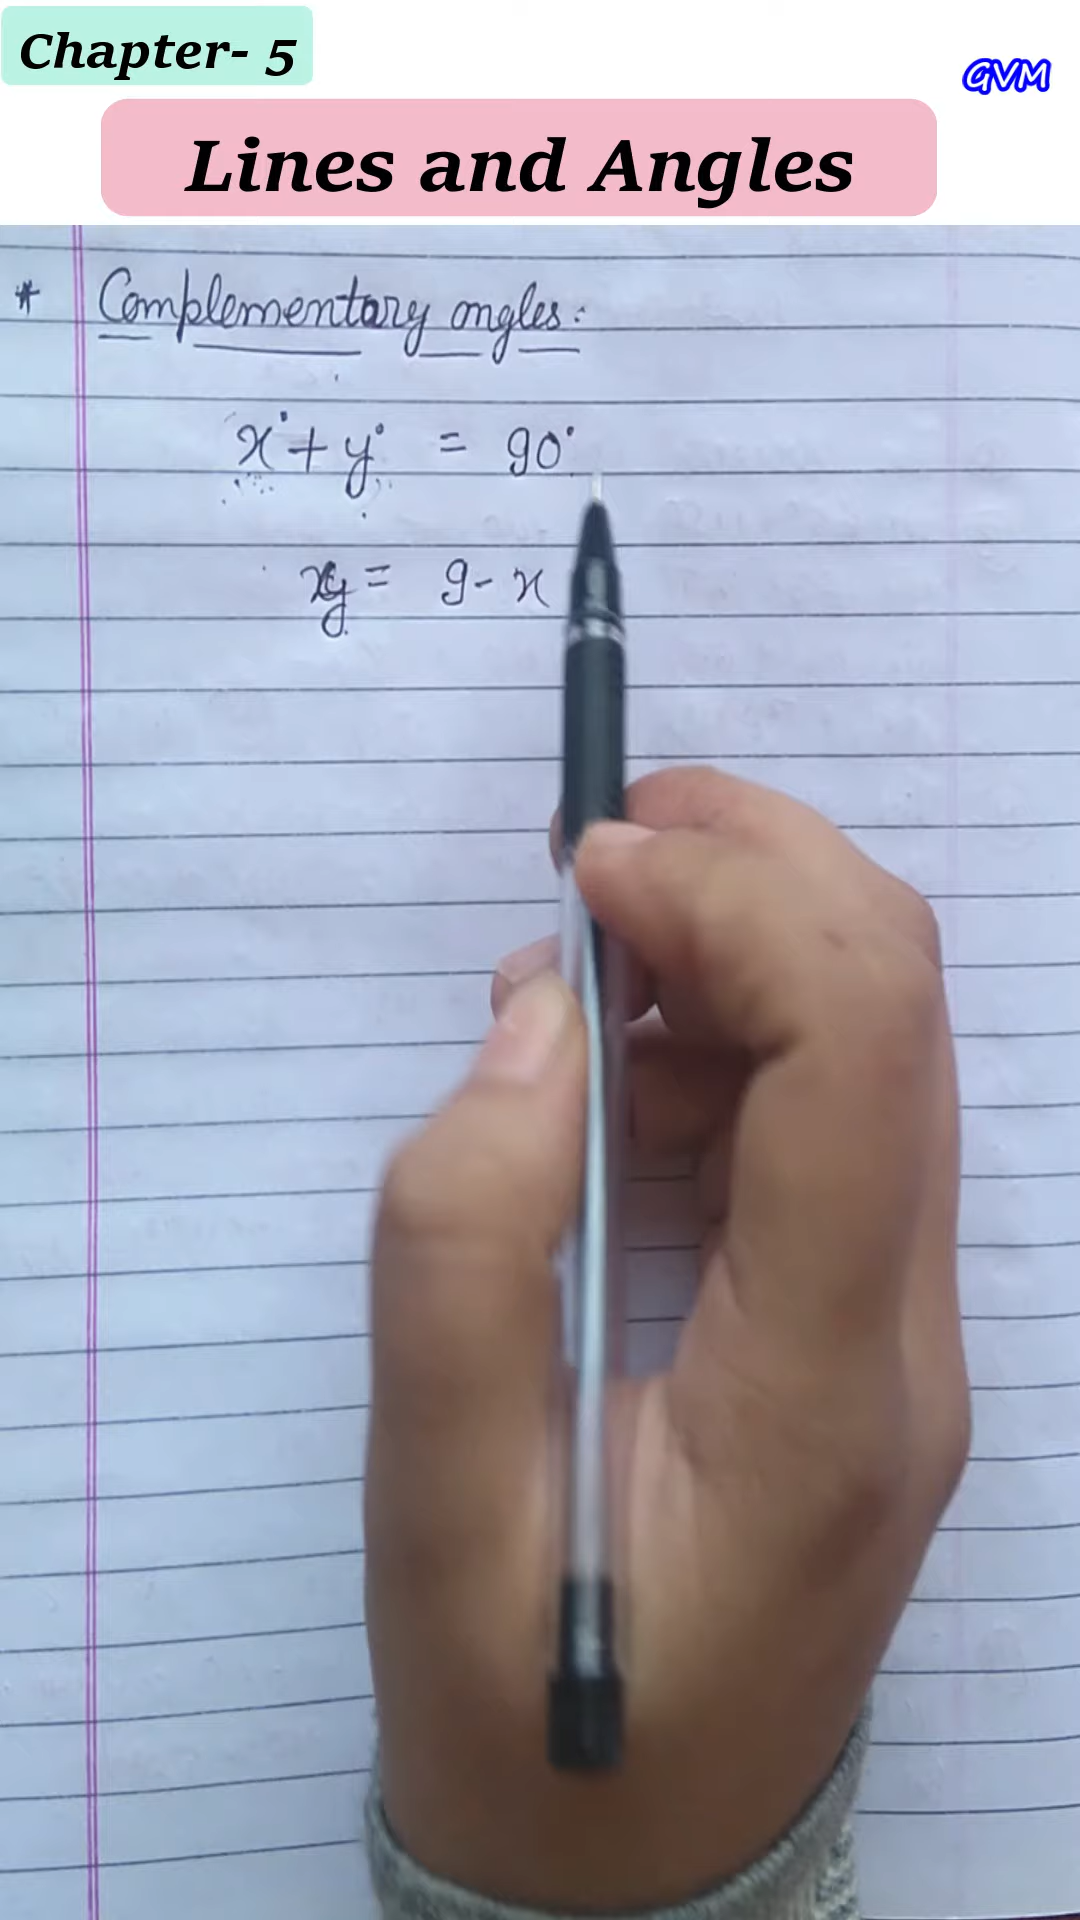 Chapter- 5
GVM
Lines and Angles
* Complementary angles:
x° + y° = 90°
y = 9- x